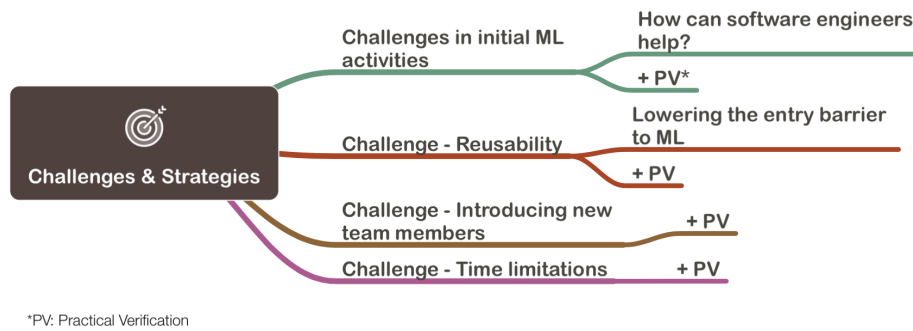 How can software engineers
help?
Challenges in initial ML
activities
+ PV*
Lowering the entry barrier
to ML
Challenge - Reusability
+ PV
Challenges & Strategies
Challenge - Introducing new
team members
+ PV
Challenge - Time limitations
+ PV
*PV: Practical Verification